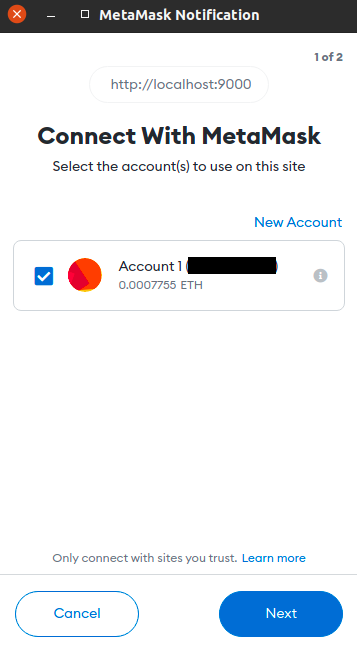 MetaMask Notification
1 of 2
http://localhost:9000
Connect With MetaMask
Select the account(s) to use on this site
New Account
Account 1 ( )
0.0007755 ETH
Only connect with sites you trust. Learn more
Cancel Next